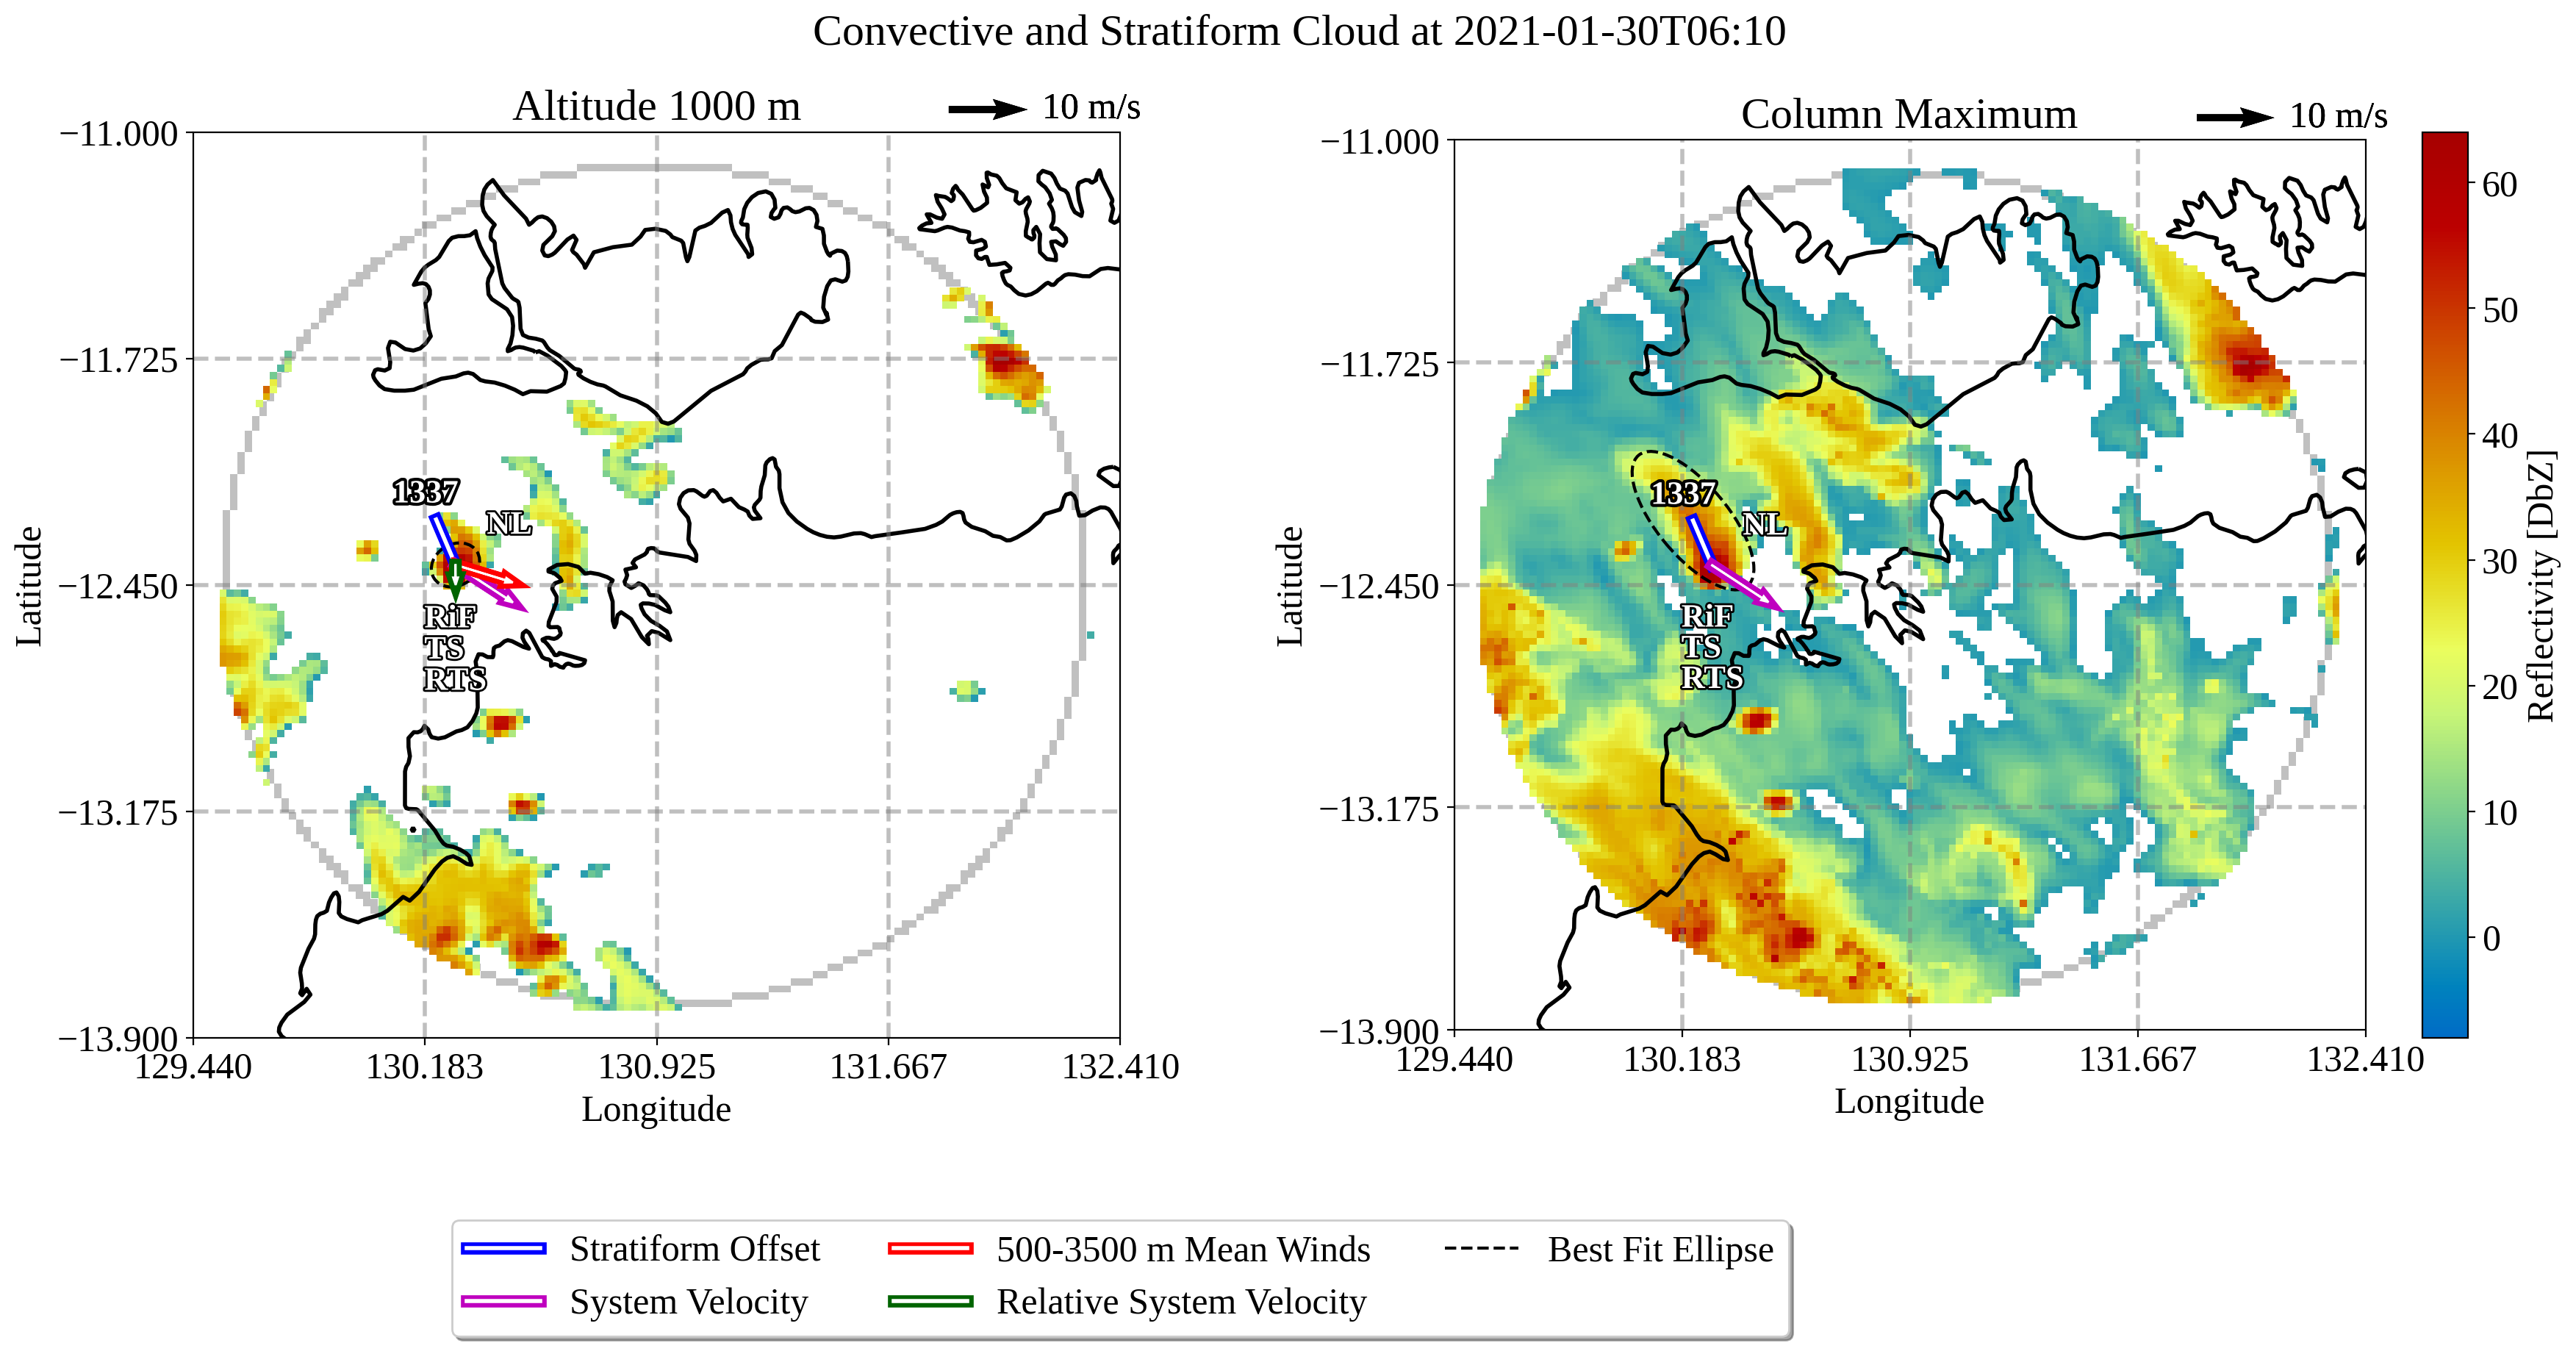 Convective and Stratiform Cloud at 2021-01-30T06:10
Altitude 1000 m
10 m/s
−11.000
−11.725
−12.450
−13.175
−13.900
Latitude
1337
NL
RiF
TS
RTS
129.440
130.183
130.925
131.667
132.410
Longitude
Column Maximum
10 m/s
−11.000
−11.725
−12.450
−13.175
−13.900
Latitude
1337
NL
RiF
TS
RTS
129.440
130.183
130.925
131.667
132.410
Longitude
60
50
40
30
20
10
0
Reflectivity [DbZ]
Stratiform Offset
System Velocity
500-3500 m Mean Winds
Relative System Velocity
Best Fit Ellipse